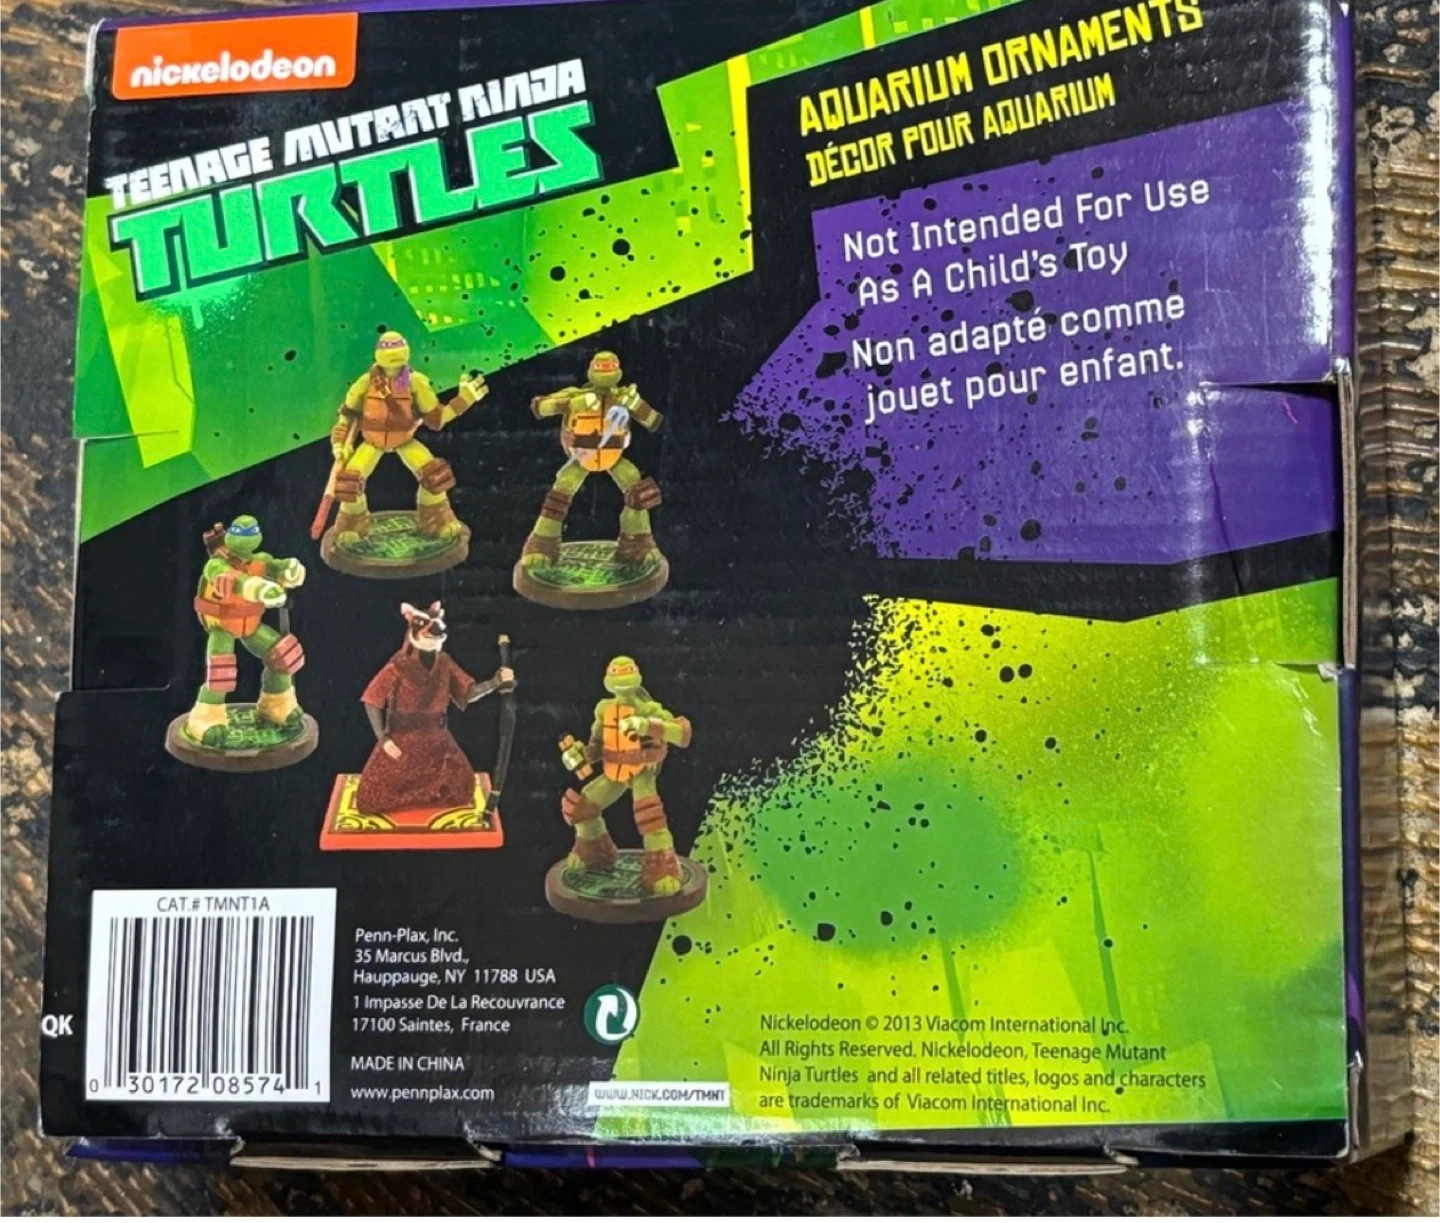 nickelodeon
TEENAGE MUTANT NINJA
TURTLES
AQUARIUM ORNAMENTS
DÉCOR POUR AQUARIUM
Not Intended For Use
As A Child's Toy
Non adapté comme
jouet pour enfant.
CAT.# TMNT1A
QK
0 30172 08574 1
Penn-Plax, Inc.
35 Marcus Blvd.,
Hauppauge, NY 11788 USA
1 Impasse De La Recouvrance
17100 Saintes, France
MADE IN CHINA
www.pennplax.com
WWW.NICK.COM/TMNT
Nickelodeon © 2013 Viacom International Inc.
All Rights Reserved. Nickelodeon, Teenage Mutant
Ninja Turtles and all related titles, logos and characters
are trademarks of Viacom International Inc.